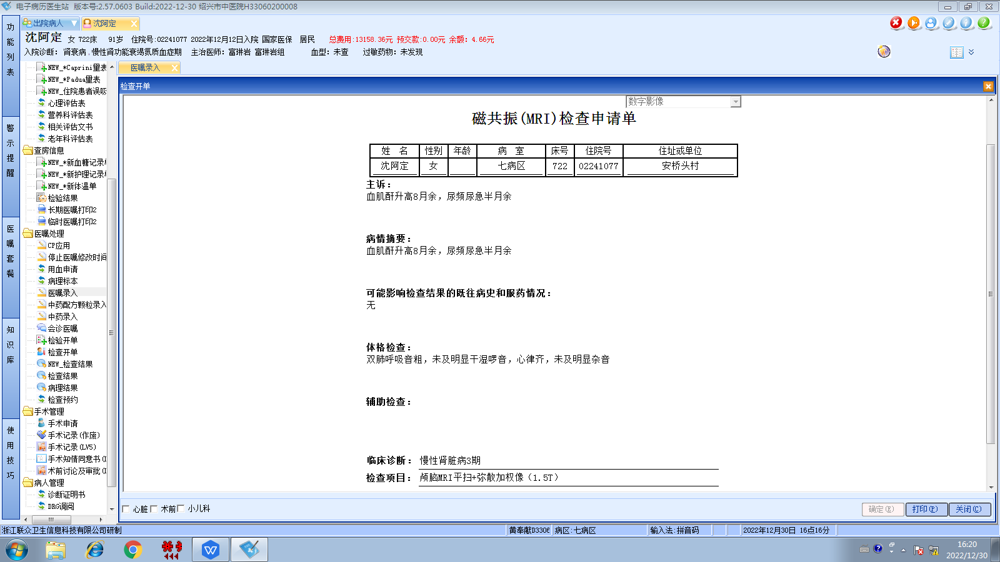 电子病历医生站 版本号:2.57.0603 Build:2022-12-30 绍兴市中医院H33060200008
出院病人
沈阿定
沈阿定 女 722床 91岁 住院号:02241077 2022年12月12日入院 国家医保 居民 总费用:13158.36元 预交款:0.00元 余额: 4.66元
入院诊断: 肾衰病,慢性肾功能衰竭氮质血症期 主治医师: 富琳岩 富琳岩组 血型: 未查 过敏药物: 未发现
功能列表
警示提醒
医嘱套餐
知识库
使用技巧
NEW_*Caprini量表
NEW_*Padua量表
NEW_住院患者误吸
心理评估表
营养科评估表
相关评估文书
老年科评估表
查房信息
NEW_*新血糖记录单
NEW_*新护理记录单
NEW_*新体温单
检验结果
长期医嘱打印2
临时医嘱打印2
医嘱处理
CP应用
停止医嘱修改时间
用血申请
病理标本
医嘱录入
中药配方颗粒录入
中药录入
会诊医嘱
检验开单
检查开单
NEW_检查结果
检查结果
病理结果
检查预约
手术管理
手术申请
手术记录(作废)
手术记录(LV5)
手术知情同意书(
术前讨论及审批(
病人管理
诊断证明书
DRG调阅
医嘱录入
检查开单
数字影像
磁共振(MRI)检查申请单
姓 名 性别 年龄 病 室 床号 住院号 住址或单位
沈阿定 女 七病区 722 02241077 安桥头村
主诉:
血肌酐升高8月余, 尿频尿急半月余
病情摘要:
血肌酐升高8月余, 尿频尿急半月余
可能影响检查结果的既往病史和服药情况:
无
体格检查:
双肺呼吸音粗, 未及明显干湿啰音, 心律齐, 未及明显杂音
辅助检查:
临床诊断: 慢性肾脏病3期
检查项目: 颅脑MRI平扫+弥散加权像 (1.5T)
心脏 术前 小儿科
确定(E) 打印(P) 关闭(C)
浙江联众卫生信息科技有限公司研制 黄奉献D3306 病区:七病区 输入法:拼音码 2022年12月30日 16点16分
16:20
2022/12/30